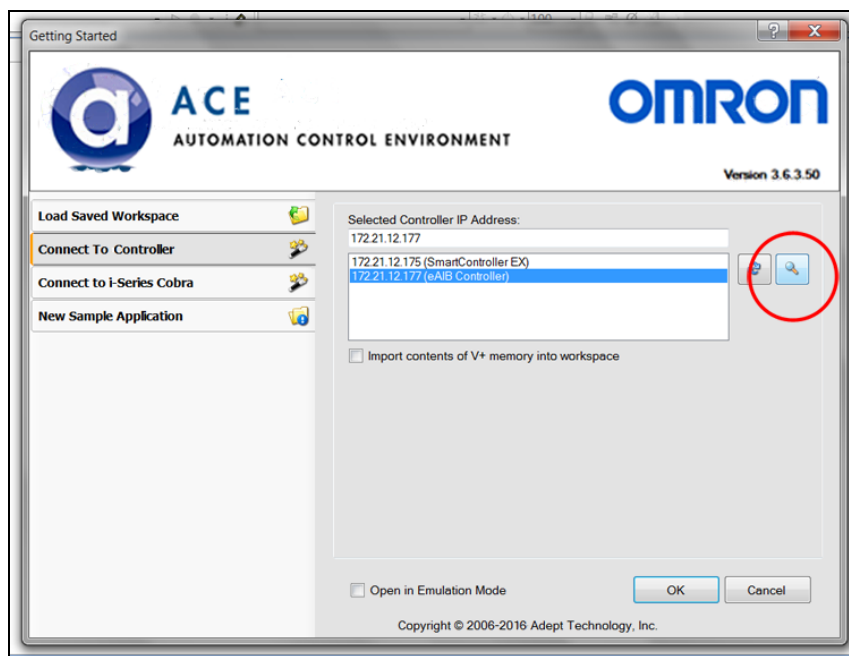 100
Getting Started
ACE
AUTOMATION CONTROL ENVIRONMENT
OMRON
Version 3.6.3.50
Load Saved Workspace
Connect To Controller
Connect to i-Series Cobra
New Sample Application
Selected Controller IP Address:
172.21.12.177
172.21.12.175 (SmartController EX)
172.21.12.177 (eAIB Controller)
Import contents of V+ memory into workspace
Open in Emulation Mode
OK
Cancel
Copyright © 2006-2016 Adept Technology, Inc.